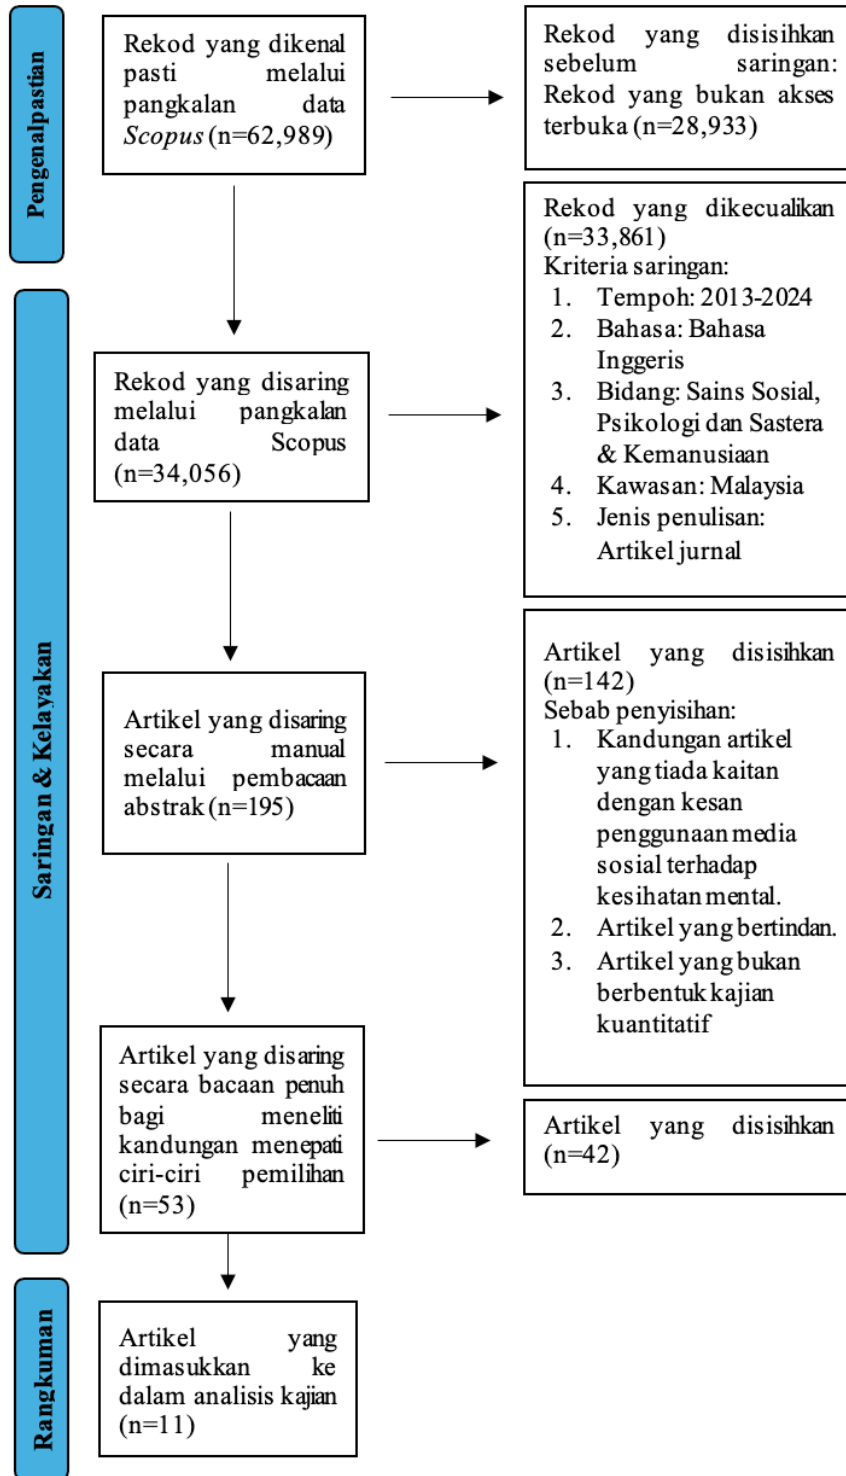 Pengenalpastian
Rekod yang dikenal
pasti melalui
pangkalan data
Scopus (n=62,989)
Rekod yang disisihkan
sebelum saringan:
Rekod yang bukan akses
terbuka (n=28,933)
Saringan & Kelayakan
Rekod yang disaring
melalui pangkalan
data Scopus
(n=34,056)
Rekod yang dikecualikan
(n=33,861)
Kriteria saringan:
1. Tempoh: 2013-2024
2. Bahasa: Bahasa
Inggeris
3. Bidang: Sains Sosial,
Psikologi dan Sastera
& Kemanusiaan
4. Kawasan: Malaysia
5. Jenis penulisan:
Artikel jurnal
Artikel yang disaring
secara manual
melalui pembacaan
abstrak (n=195)
Artikel yang disisihkan
(n=142)
Sebab penyisihan:
1. Kandungan artikel
yang tiada kaitan
dengan kesan
penggunaan media
sosial terhadap
kesihatan mental.
2. Artikel yang bertindan.
3. Artikel yang bukan
berbentuk kajian
kuantitatif
Artikel yang disaring
secara bacaan penuh
bagi meneliti
kandungan menepati
ciri-ciri pemilihan
(n=53)
Artikel yang disisihkan
(n=42)
Rangkuman
Artikel yang
dimasukkan ke
dalam analisis kajian
(n=11)